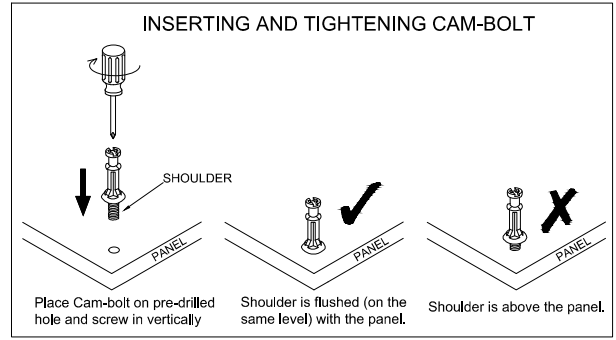 INSERTING AND TIGHTENING CAM-BOLT
SHOULDER
PANEL
PANEL
PANEL
Place Cam-bolt on pre-drilled
hole and screw in vertically
Shoulder is flushed (on the
same level) with the panel.
Shoulder is above the panel.